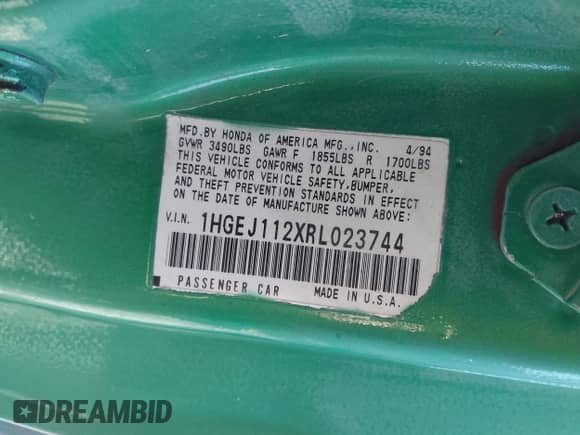 MFD.BY HONDA OF AMERICA MFG.,INC. 4/94
GVWR 3490LBS GAWR F 1855LBS R 1700LBS
THIS VEHICLE CONFORMS TO ALL APPLICABLE
FEDERAL MOTOR VEHICLE SAFETY,BUMPER,
AND THEFT PREVENTION STANDARDS IN EFFECT
ON THE DATE OF MANUFACTURE SHOWN ABOVE:
V.I.N. 1HGEJ112XRL023744
PASSENGER CAR MADE IN U.S.A.
DREAMBID